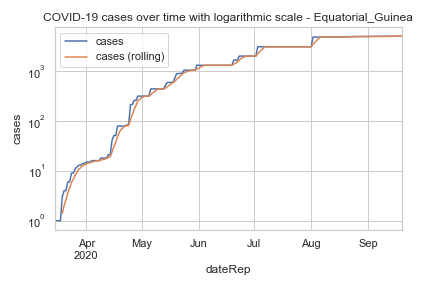 COVID-19 cases over time with logarithmic scale - Equatorial_Guinea
cases
cases (rolling)
10³
10²
10¹
10⁰
cases
Apr
2020
May
Jun
Jul
Aug
Sep
dateRep